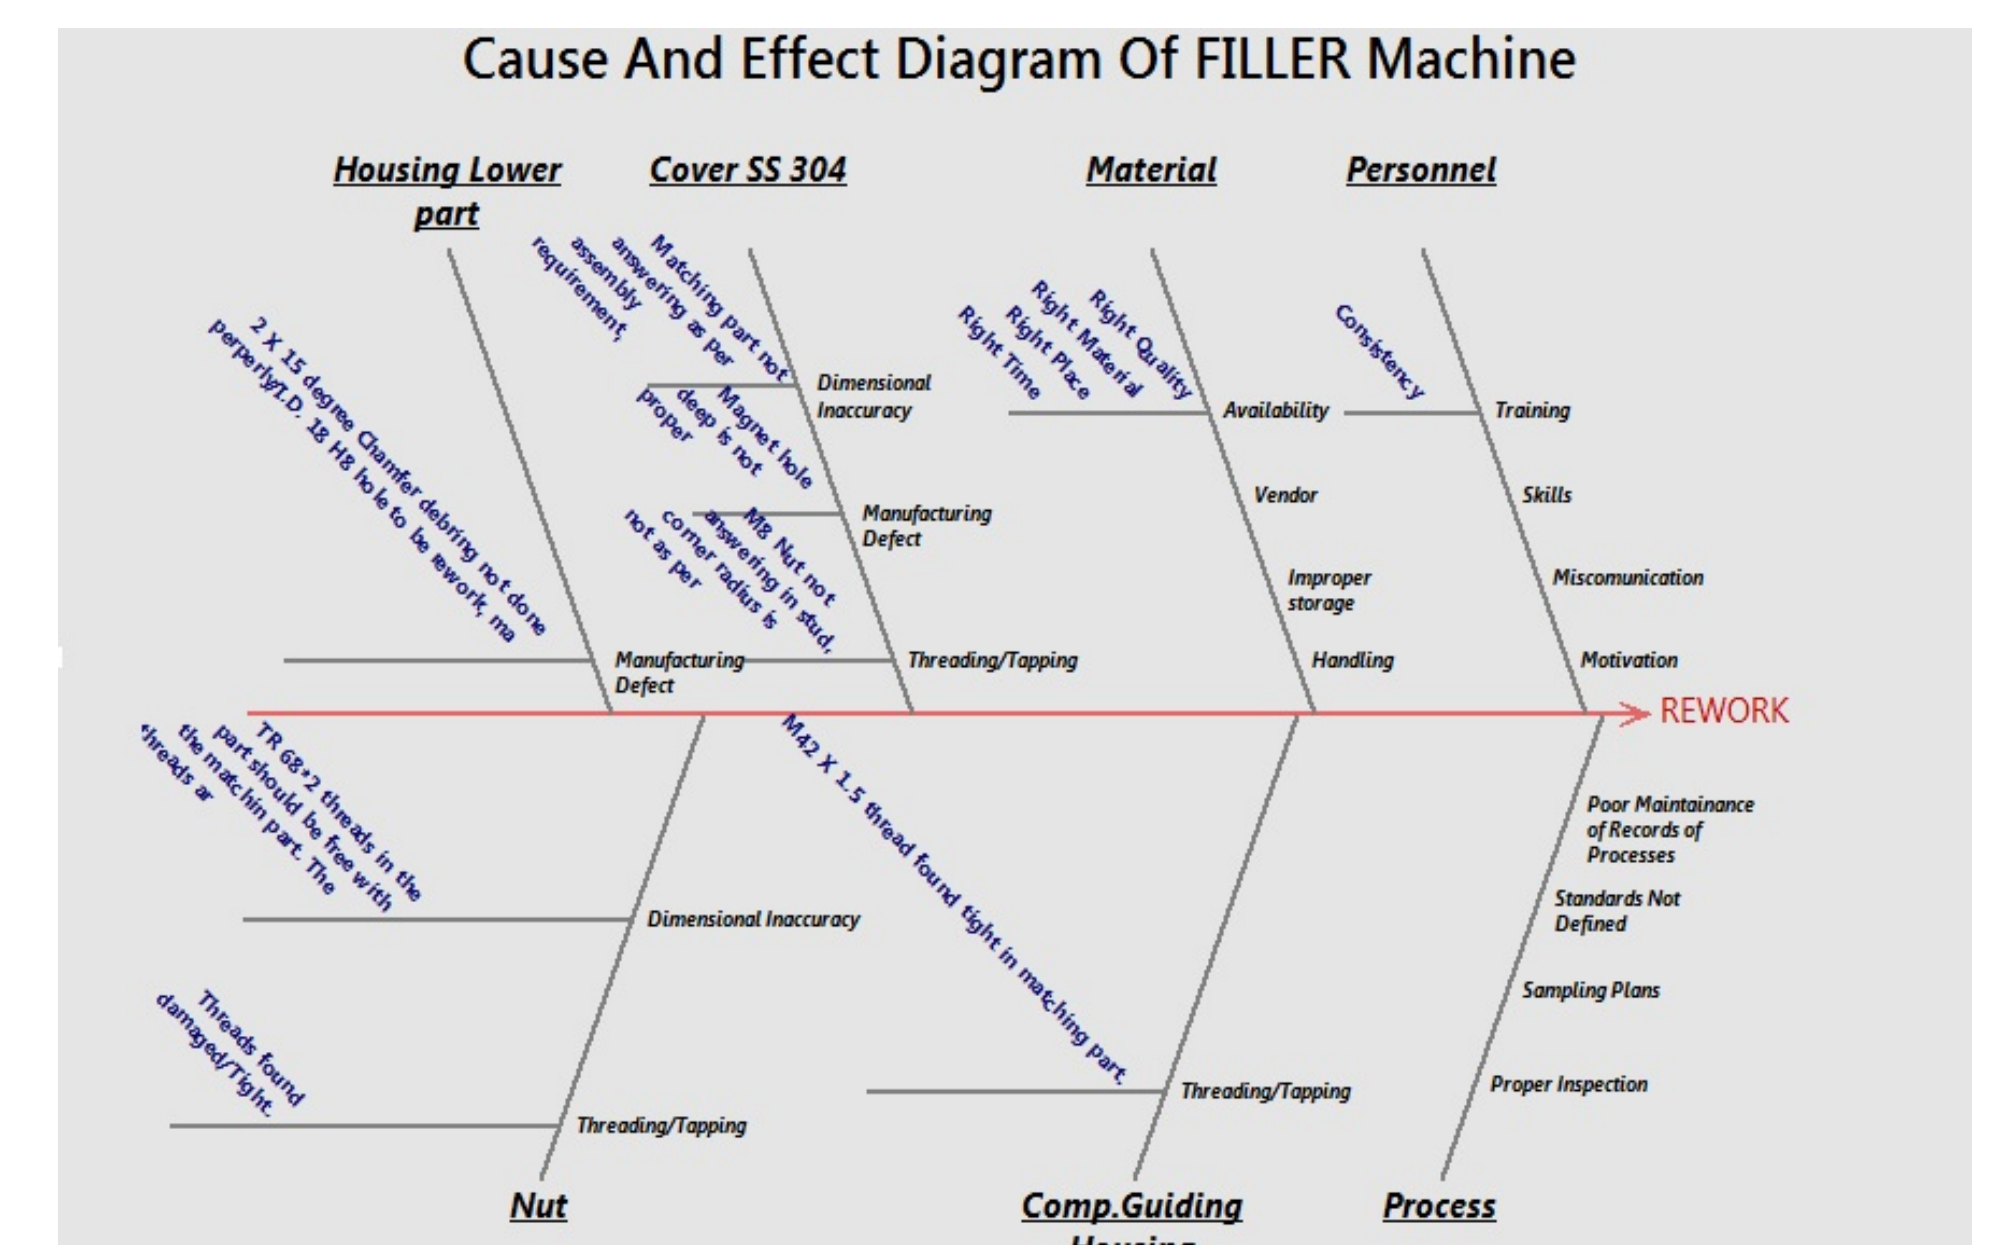 Cause And Effect Diagram Of FILLER Machine
Housing Lower
part
Cover SS 304
Material
Personnel
2 X 15 degree Chamfer debring not done
perperly/I.D. 18 H8 hole to be rework, ma
Manufacturing
Defect
Matching part not
answering as per
assembly
requirement,
Dimensional
Inaccuracy
Magnet hole
deep is not
proper
Manufacturing
Defect
M8 Nut not
answering in stud,
corner radius is
not as per
Threading/Tapping
Right Quality
Right Material
Right Place
Right Time
Availability
Vendor
Improper
storage
Handling
Consistency
Training
Skills
Miscomunication
Motivation
REWORK
TR 68*2 threads in the
part should be free with
the matchin part. The
threads ar
Dimensional Inaccuracy
Threads found
damaged/Tight.
Threading/Tapping
M42 X 1.5 thread found tight in matching part.
Threading/Tapping
Poor Maintainance
of Records of
Processes
Standards Not
Defined
Sampling Plans
Proper Inspection
Nut
Comp.Guiding
Housing
Process